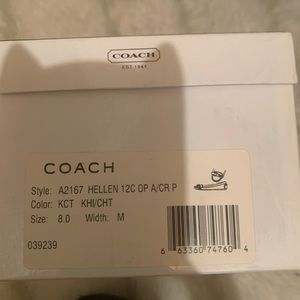 COACH
EST. 1941
COACH
Style: A2167 HELLEN 12C OP A/CR P
Color: KCT KHI/CHT
Size: 8.0 Width: M
039239
6 63360 74760 4